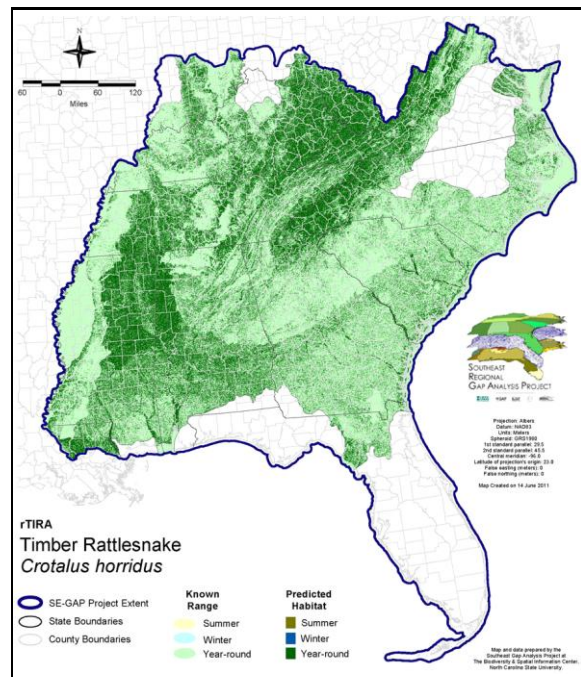 60 0 60 120
Miles
SOUTHEAST
REGIONAL
GAP ANALYSIS PROJECT
Projection: Albers
Datum: NAD83
Units: Meters
Spheroid: GRS1980
1st standard parallel: 29.5
2nd standard parallel: 45.5
Central meridian: -96.0
Latitude of projection's origin: 23.0
False easting (meters): 0
False northing (meters): 0
Map Created on 14 June 2011
rTIRA
Timber Rattlesnake
Crotalus horridus
SE-GAP Project Extent
State Boundaries
County Boundaries
Known
Range
Summer
Winter
Year-round
Predicted
Habitat
Summer
Winter
Year-round
Map and data prepared by the
Southeast Gap Analysis Project at
The Biodiversity & Spatial Information Center,
North Carolina State University.